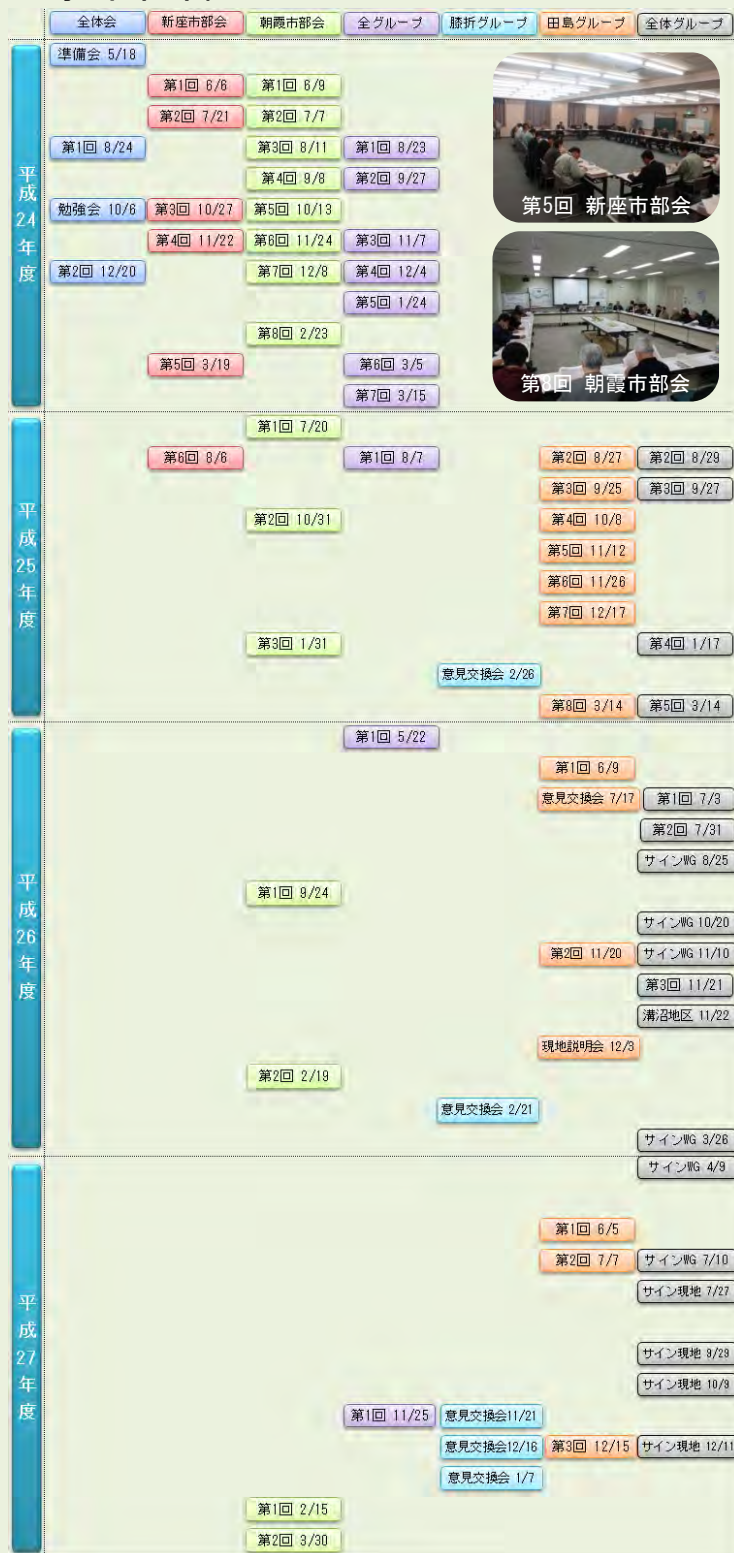 全体会 新座市部会 朝霞市部会 全グループ 膝折グループ 田島グループ 全体グループ
平成24年度
準備会 5/18
第1回 6/6 第1回 6/9
第2回 7/21 第2回 7/7
第1回 8/24 第3回 8/11 第1回 8/23
第4回 9/8 第2回 9/27
勉強会 10/6 第3回 10/27 第5回 10/13
第4回 11/22 第6回 11/24 第3回 11/7
第2回 12/20 第7回 12/8 第4回 12/4
第5回 1/24
第8回 2/23
第5回 3/19 第6回 3/5
第7回 3/15
第5回 新座市部会
第8回 朝霞市部会
平成25年度
第1回 7/20
第6回 8/6 第1回 8/7 第2回 8/27 第2回 8/29
第3回 9/25 第3回 9/27
第2回 10/31 第4回 10/8
第5回 11/12
第6回 11/26
第7回 12/17
第3回 1/31 第4回 1/17
意見交換会 2/26
第8回 3/14 第5回 3/14
平成26年度
第1回 5/22
第1回 6/9
意見交換会 7/17 第1回 7/3
第2回 7/31
サインWG 8/25
第1回 9/24
サインWG 10/20
第2回 11/20 サインWG 11/10
第3回 11/21
溝沼地区 11/22
現地説明会 12/3
第2回 2/19
意見交換会 2/21
サインWG 3/26
平成27年度
サインWG 4/9
第1回 6/5
第2回 7/7 サインWG 7/10
サイン現地 7/27
サイン現地 9/29
サイン現地 10/9
第1回 11/25 意見交換会11/21
意見交換会12/16 第3回 12/15 サイン現地 12/11
意見交換会 1/7
第1回 2/15
第2回 3/30